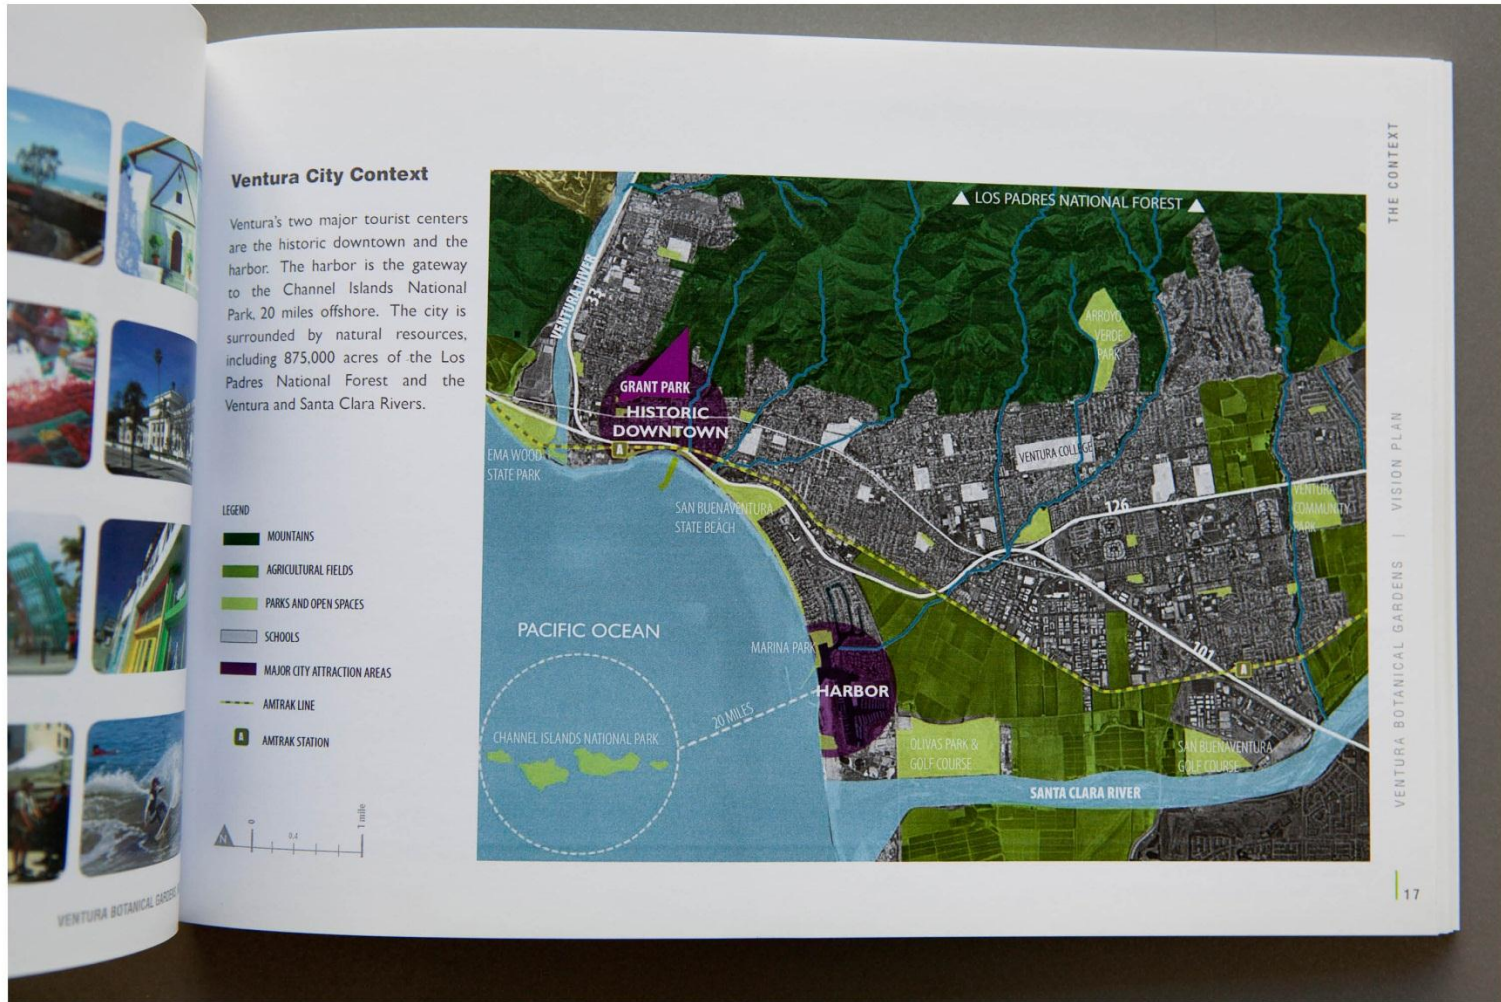 Ventura City Context
Ventura's two major tourist centers
are the historic downtown and the
harbor. The harbor is the gateway
to the Channel Islands National
Park, 20 miles offshore. The city is
surrounded by natural resources,
including 875,000 acres of the Los
Padres National Forest and the
Ventura and Santa Clara Rivers.
LEGEND
MOUNTAINS
AGRICULTURAL FIELDS
PARKS AND OPEN SPACES
SCHOOLS
MAJOR CITY ATTRACTION AREAS
AMTRAK LINE
A AMTRAK STATION
N
0
0.4
1 mile
LOS PADRES NATIONAL FOREST
VENTURA RIVER
33
ARROYO
VERDE
PARK
GRANT PARK
HISTORIC
DOWNTOWN
A
EMA WOOD
STATE PARK
VENTURA COLLEGE
SAN BUENAVENTURA
STATE BEACH
126
VENTURA
COMMUNITY
PARK
PACIFIC OCEAN
MARINA PARK
101
A
HARBOR
20 MILES
CHANNEL ISLANDS NATIONAL PARK
OLIVAS PARK &
GOLF COURSE
SAN BUENAVENTURA
GOLF COURSE
SANTA CLARA RIVER
THE CONTEXT
VENTURA BOTANICAL GARDENS | VISION PLAN
17
VENTURA BOTANICAL GARDENS